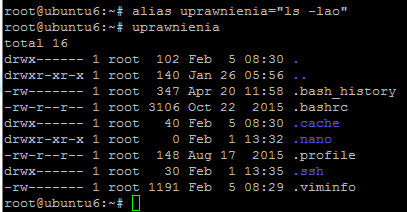 root@ubuntu6:~# alias uprawnienia="ls -lao"
root@ubuntu6:~# uprawnienia
total 16
drwx------ 1 root  102 Feb  5 08:30 .
drwxr-xr-x 1 root  140 Jan 26 05:56 ..
-rw------- 1 root  347 Apr 20 11:58 .bash_history
-rw-r--r-- 1 root 3106 Oct 22  2015 .bashrc
drwx------ 1 root   40 Feb  5 08:30 .cache
drwxr-xr-x 1 root    0 Feb  1 13:32 .nano
-rw-r--r-- 1 root  148 Aug 17  2015 .profile
drwx------ 1 root   30 Feb  1 13:35 .ssh
-rw------- 1 root 1191 Feb  5 08:29 .viminfo
root@ubuntu6:~#